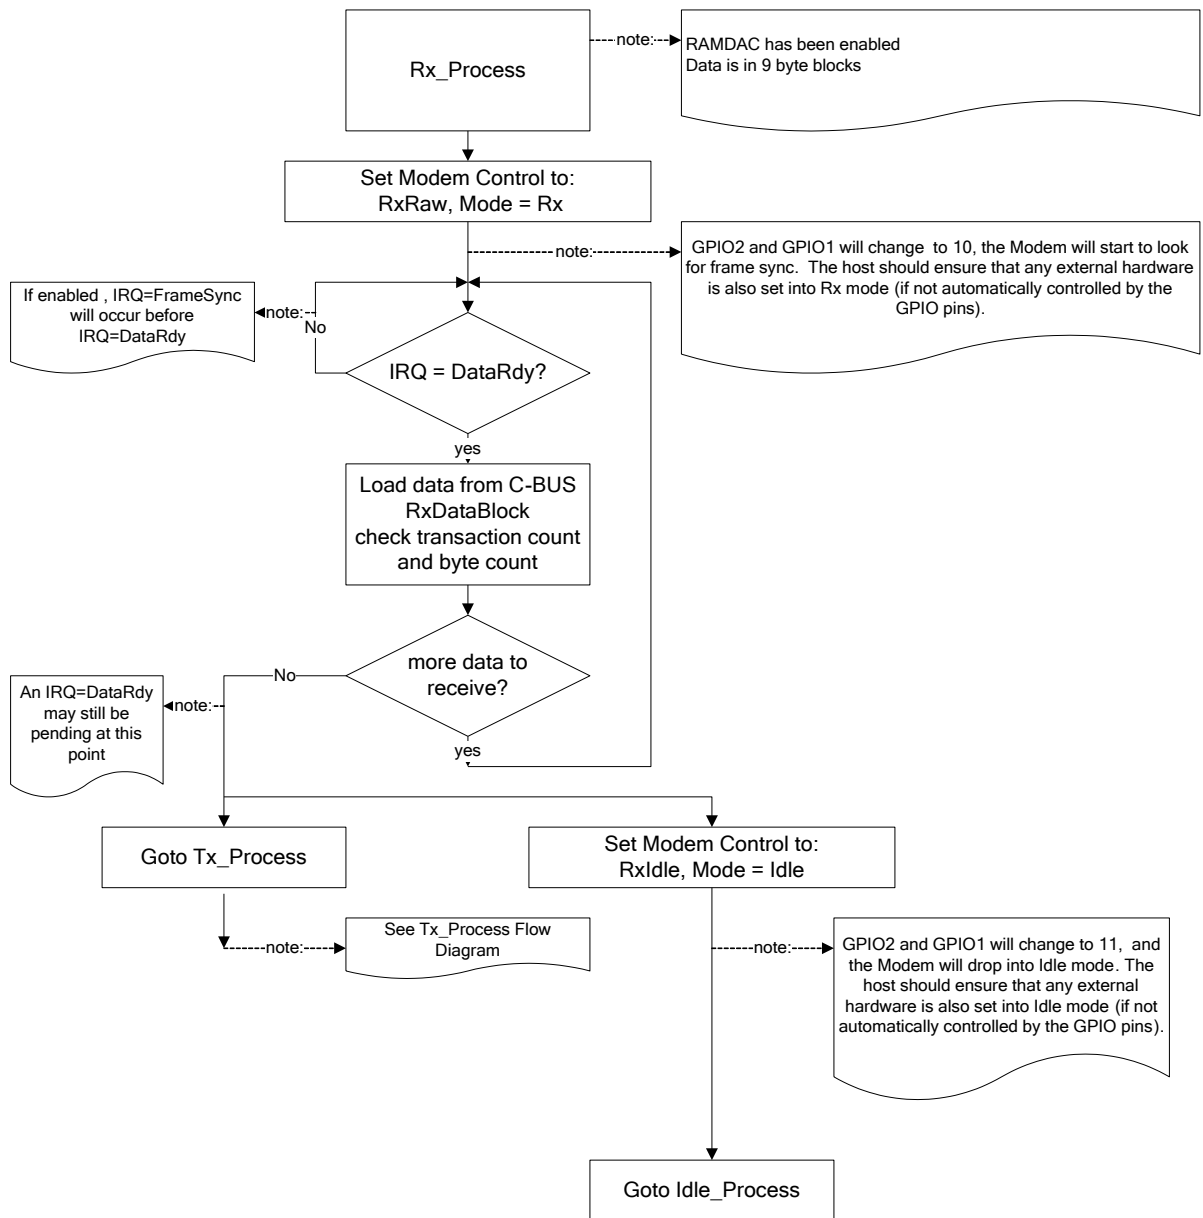 Rx_Process
note:
RAMDAC has been enabled
Data is in 9 byte blocks
Set Modem Control to:
RxRaw, Mode = Rx
note:
GPIO2 and GPIO1 will change to 10, the Modem will start to look
for frame sync. The host should ensure that any external hardware
is also set into Rx mode (if not automatically controlled by the
GPIO pins).
If enabled , IRQ=FrameSync
will occur before
IRQ=DataRdy
note:
No
IRQ = DataRdy?
yes
Load data from C-BUS
RxDataBlock
check transaction count
and byte count
more data to
receive?
No
yes
An IRQ=DataRdy
may still be
pending at this
point
note:
Goto Tx_Process
Set Modem Control to:
RxIdle, Mode = Idle
note:
See Tx_Process Flow
Diagram
note:
GPIO2 and GPIO1 will change to 11, and
the Modem will drop into Idle mode. The
host should ensure that any external
hardware is also set into Idle mode (if not
automatically controlled by the GPIO pins).
Goto Idle_Process